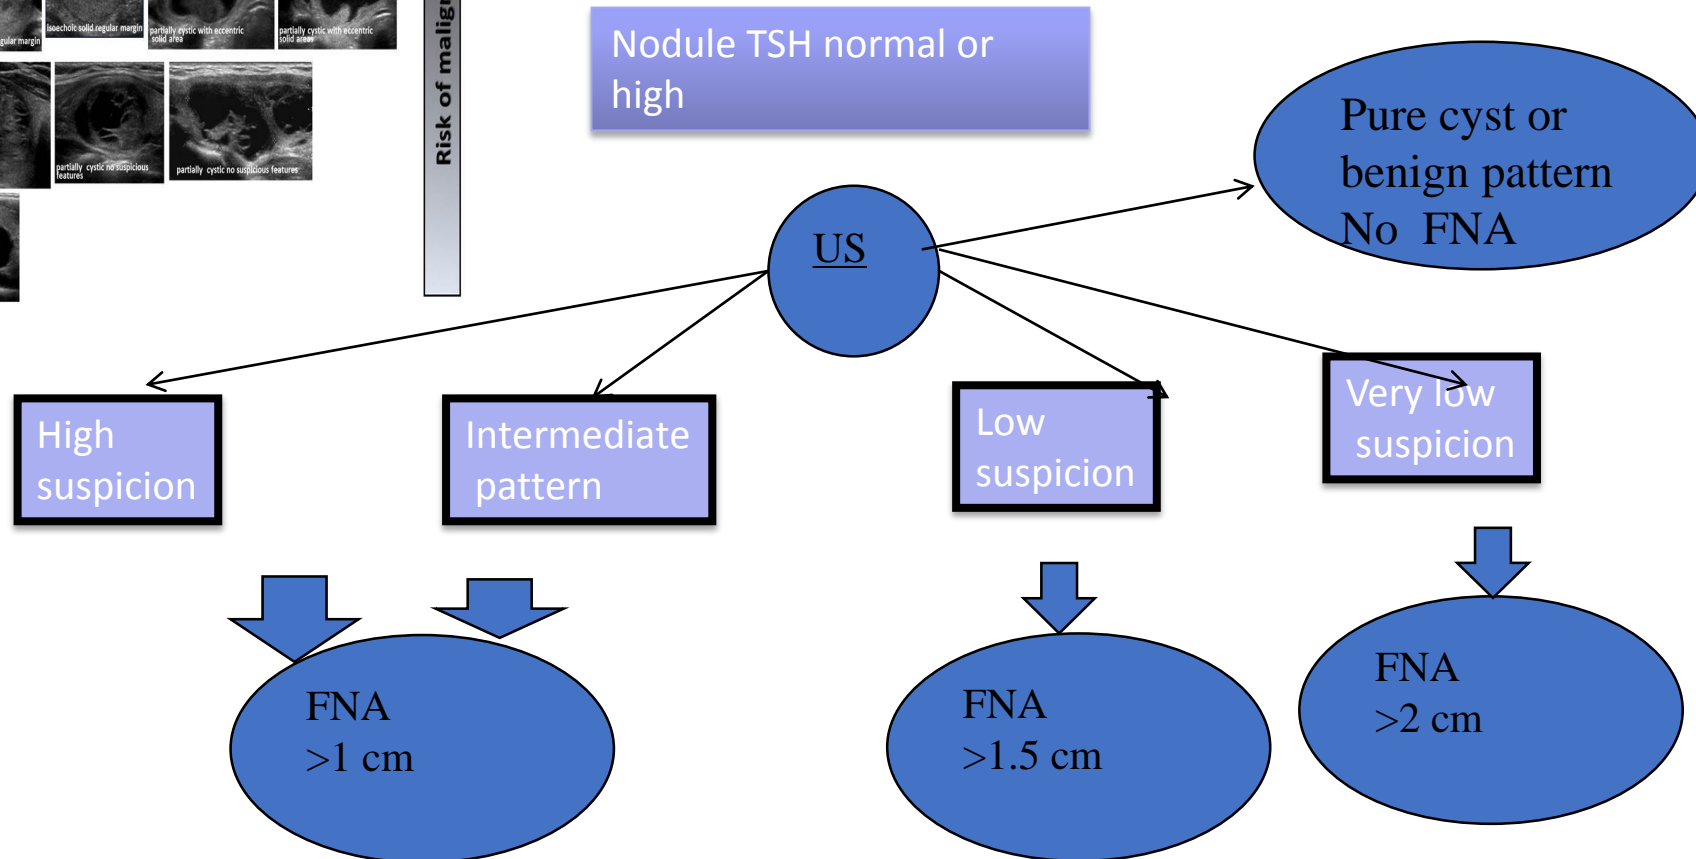 gular margin
isoechoic solid regular margin
partially cystic with eccentric
solid area
partially cystic with eccentric
solid areas
partially cystic no suspicious
features
partially cystic no suspicious features
Risk of malign
Nodule TSH normal or
high
Pure cyst or
benign pattern
No FNA
US
High
suspicion
Intermediate
pattern
Low
suspicion
Very low
suspicion
FNA
>1 cm
FNA
>1.5 cm
FNA
>2 cm